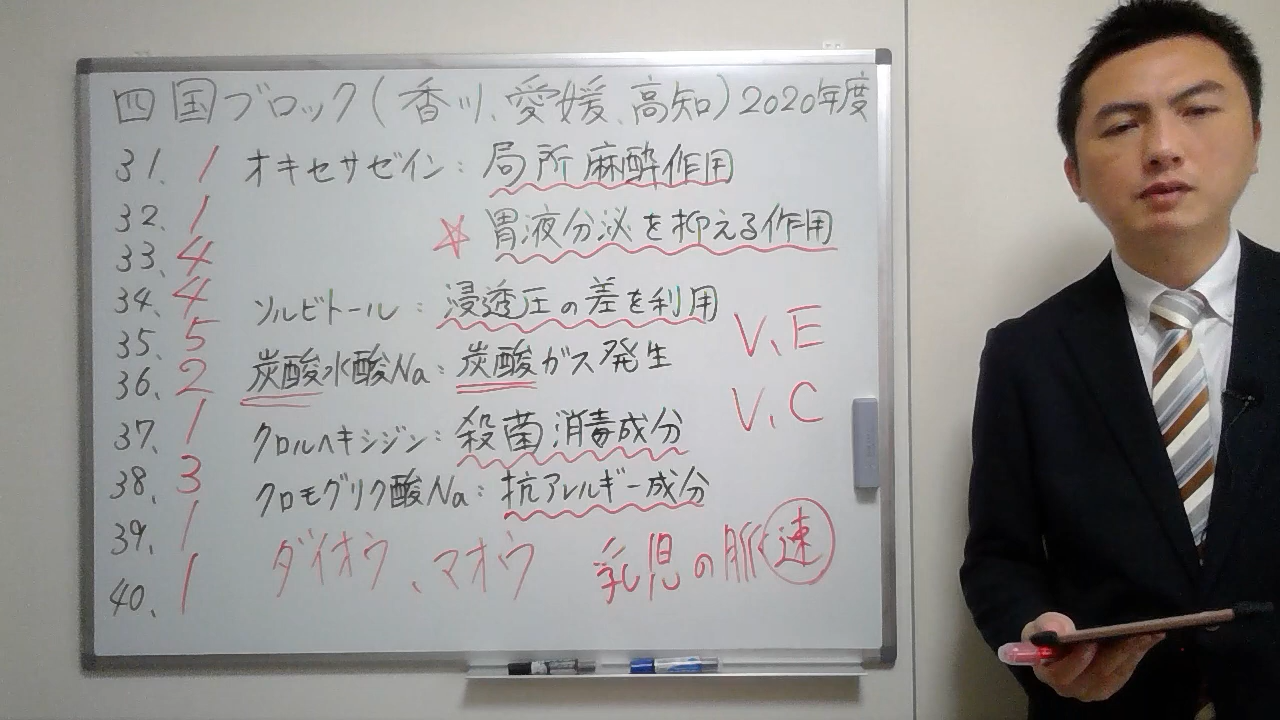 四国ブロック(香川、愛媛、高知)2020年度
31. 1 オキセサゼイン:局所麻酔作用
32. 1 ☆ 胃液分泌を抑える作用
33. 4
34. 4 ソルビトール:浸透圧の差を利用
35. 5 V、E
36. 2 炭酸水酸Na:炭酸ガス発生
V、C
37. 1 クロルヘキシジン:殺菌消毒成分
38. 3 クロモグリク酸Na:抗アレルギー成分
39. 1 ダイオウ、マオウ 乳児の脈速
40. 1